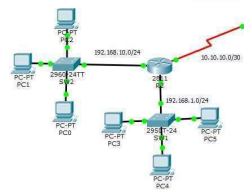 PC-PT
PC2
192.168.10.0/24
2960-24TT
SW2
PC-PT
PC1
2811
10.10.10.0/30
PC-PT
PC0
192.168.1.0/24
2950T-24
SW1
PC-PT
PC3
PC-PT
PC5
PC-PT
PC4